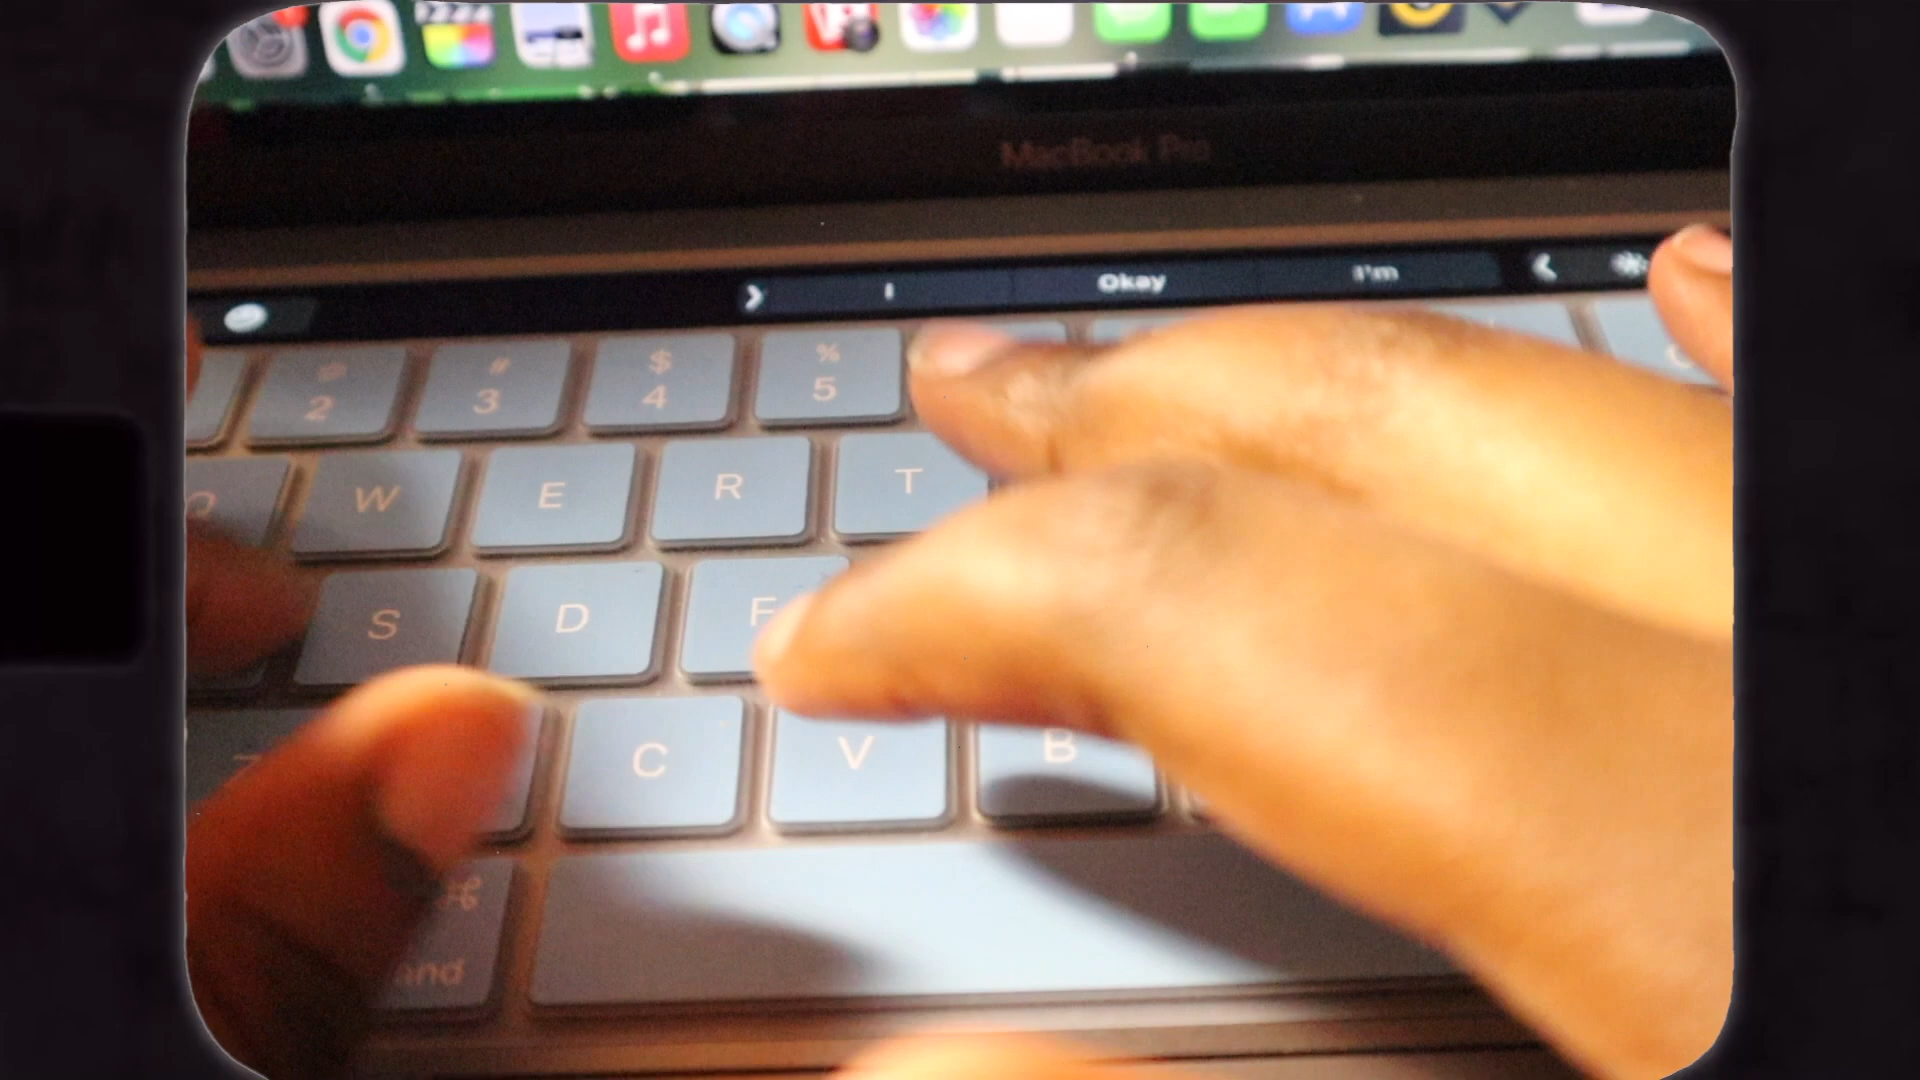 MacBook Pro
I Okay I'm
@ # $ %
2 3 4 5
Q W E R T
S D F
C V B
⌘